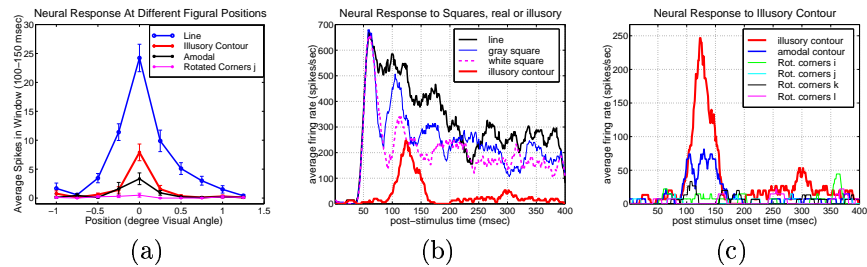 Neural Response At Different Figural Positions
Average Spikes in Window (100−150 msec)
30
25
20
15
10
5
0
Line
Illusory Contour
Amodal
Rotated Corners j
−1
−0.5
0
0.5
1
1.5
Position (degree Visual Angle)
(a)
Neural Response to Squares, real or illusory
average firing rate (spikes/sec)
700
600
500
400
300
200
100
0
line
gray square
white square
illusory contour
0
50
100
150
200
250
300
350
400
post−stimulus time (msec)
(b)
Neural Response to Illusory Contour
average firing rate (spikes/sec)
250
200
150
100
50
0
illusory contour
amodal contour
Rot. corners i
Rot. corners j
Rot. corners k
Rot. corners l
50
100
150
200
250
300
350
400
post stimulus onset time (msec)
(c)